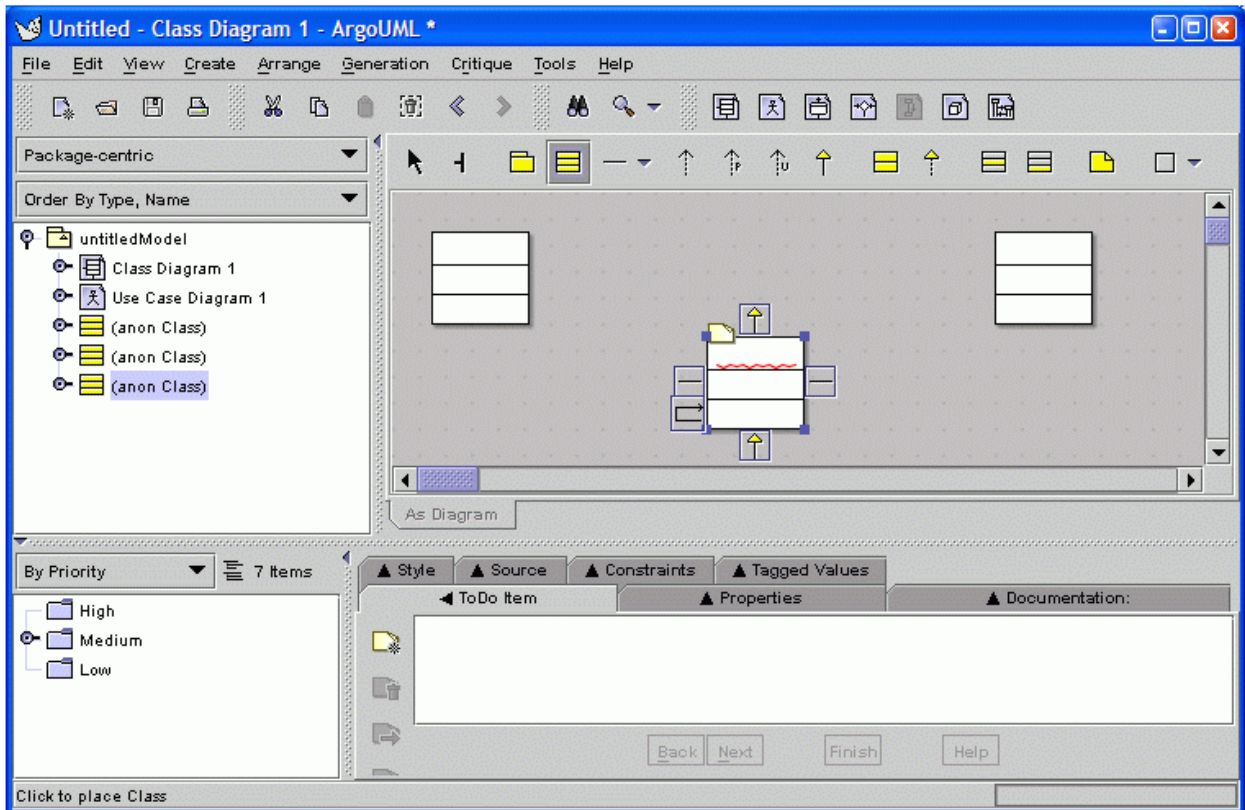 Untitled - Class Diagram 1 - ArgoUML *
File Edit View Create Arrange Generation Critique Tools Help
Package-centric
Order By Type, Name
untitledModel
Class Diagram 1
Use Case Diagram 1
(anon Class)
(anon Class)
(anon Class)
P
U
As Diagram
By Priority
7 Items
High
Medium
Low
Style Source Constraints Tagged Values
ToDo Item Properties Documentation:
Back Next Finish Help
Click to place Class